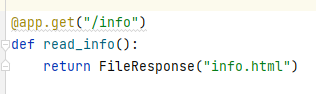 @app.get("/info")
def read_info():
    return FileResponse("info.html")